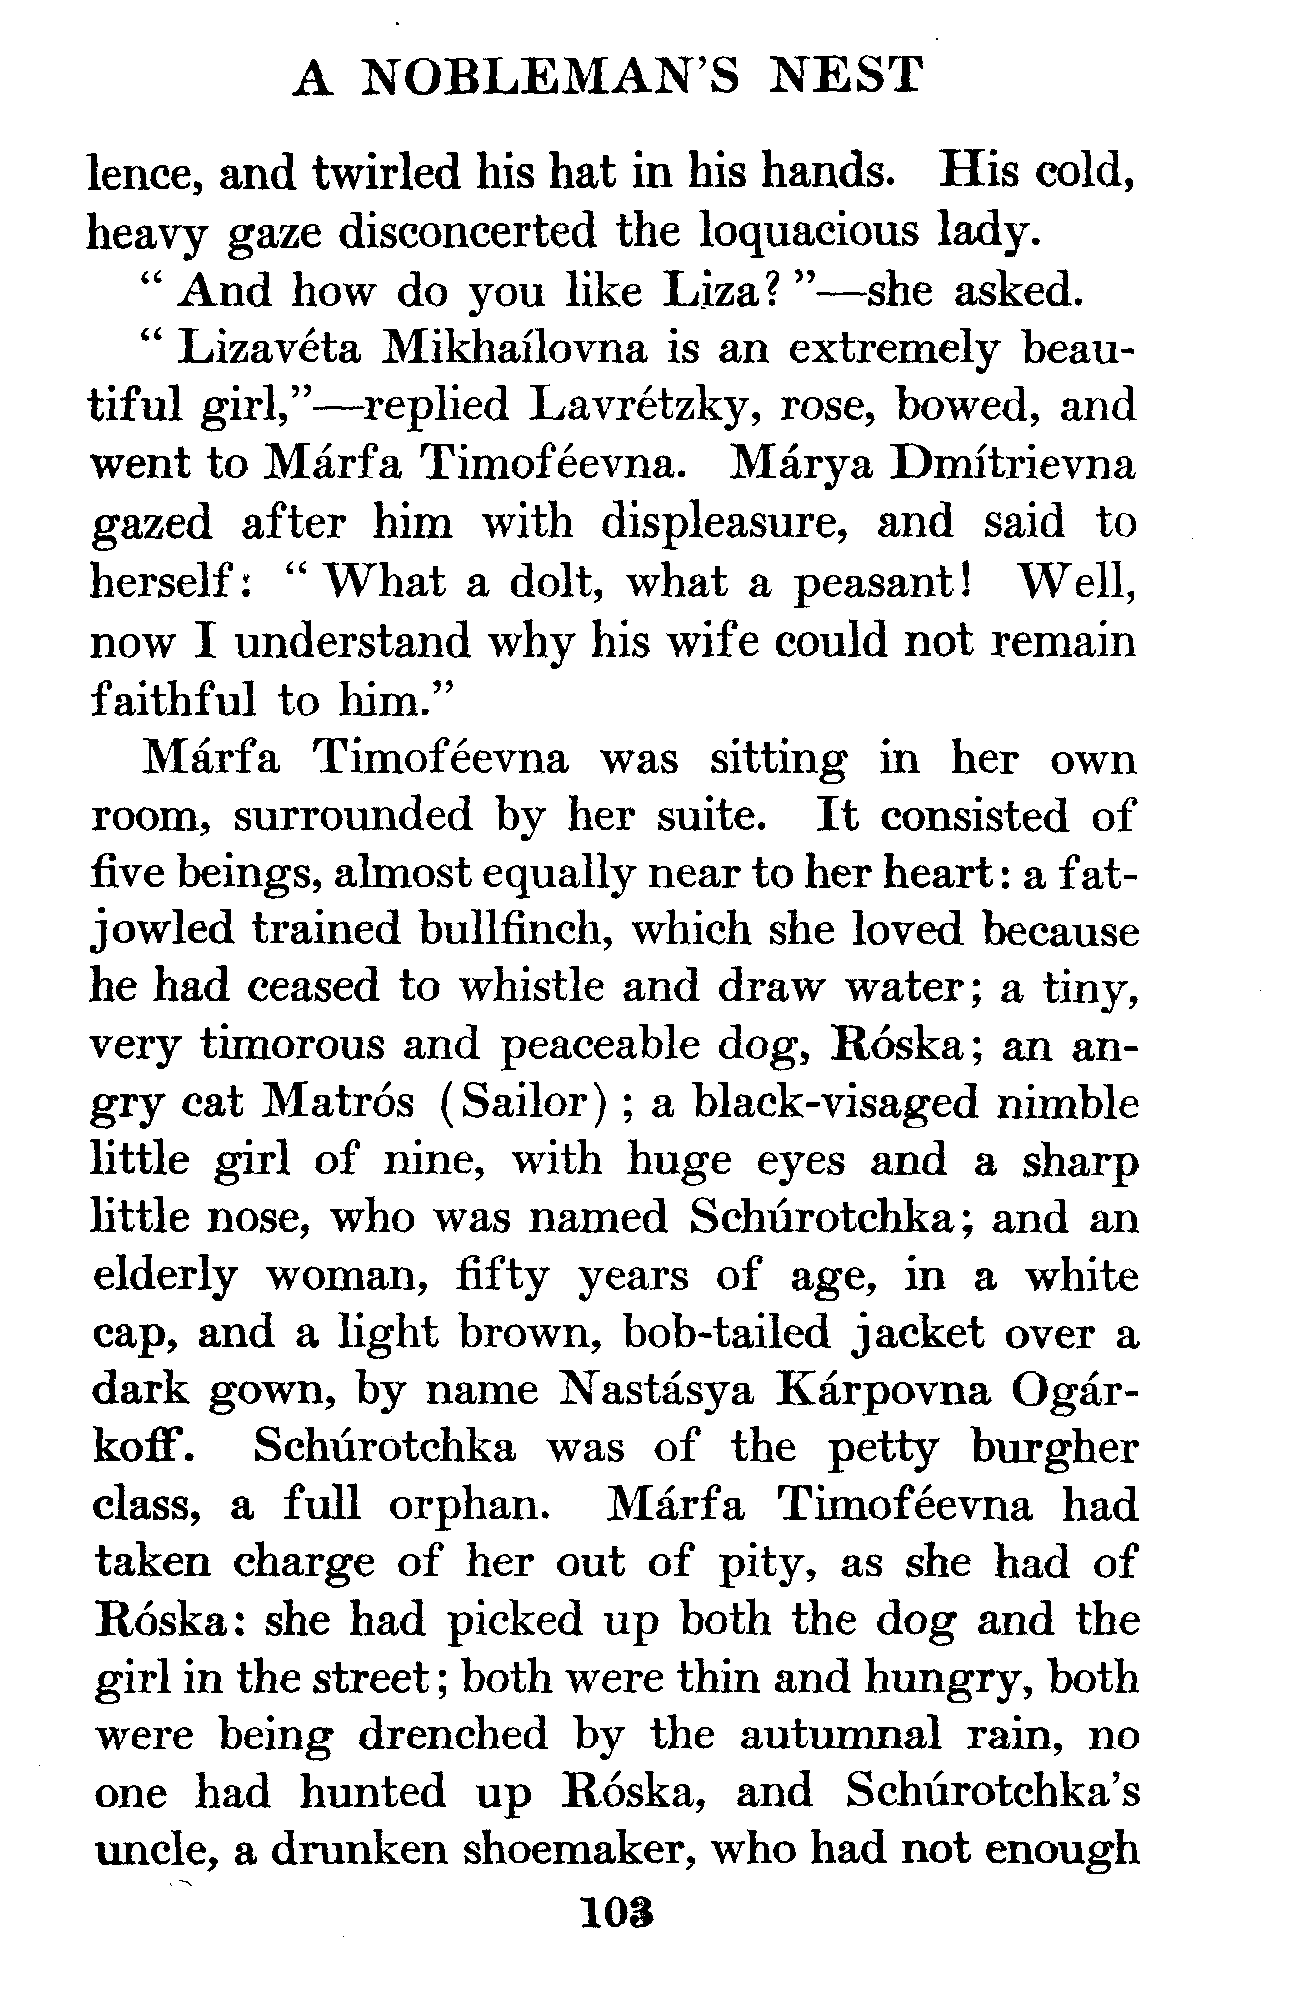 A NOBLEMAN'S NEST
lence, and twirled his hat in his hands. His cold,
heavy gaze disconcerted the loquacious lady.
“ And how do you like Liza? ”—she asked.
“ Lizavéta Mikhaílovna is an extremely beau-
tiful girl,”—replied Lavrétzky, rose, bowed, and
went to Márfa Timoféevna. Márya Dmítrievna
gazed after him with displeasure, and said to
herself: “ What a dolt, what a peasant! Well,
now I understand why his wife could not remain
faithful to him.”
Márfa Timoféevna was sitting in her own
room, surrounded by her suite. It consisted of
five beings, almost equally near to her heart: a fat-
jowled trained bullfinch, which she loved because
he had ceased to whistle and draw water; a tiny,
very timorous and peaceable dog, Róska; an an-
gry cat Matrós (Sailor) ; a black-visaged nimble
little girl of nine, with huge eyes and a sharp
little nose, who was named Schúrotchka; and an
elderly woman, fifty years of age, in a white
cap, and a light brown, bob-tailed jacket over a
dark gown, by name Nastásya Kárpovna Ogár-
koff. Schúrotchka was of the petty burgher
class, a full orphan. Márfa Timoféevna had
taken charge of her out of pity, as she had of
Róska: she had picked up both the dog and the
girl in the street; both were thin and hungry, both
were being drenched by the autumnal rain, no
one had hunted up Róska, and Schúrotchka's
uncle, a drunken shoemaker, who had not enough
103